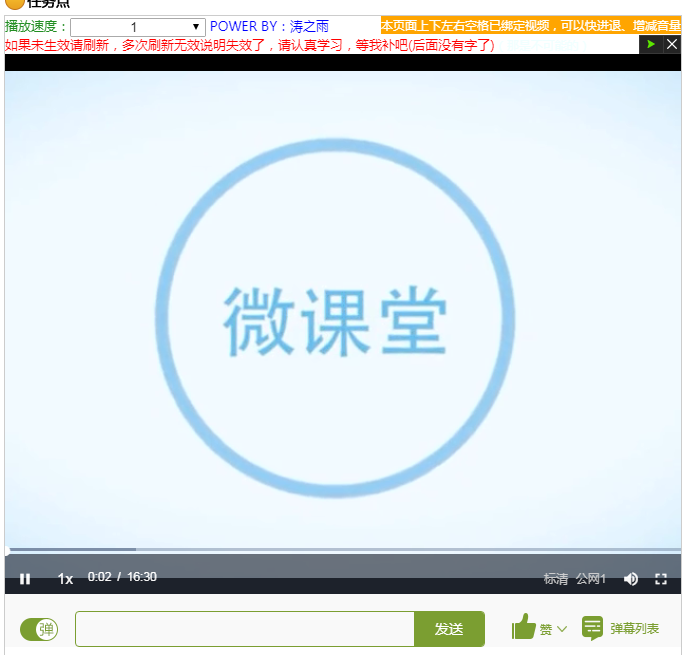 任务点
播放速度：1 POWER BY：涛之雨 本页面上下左右空格已绑定视频，可以快进退、增减音量
如果未生效请刷新，多次刷新无效说明失效了，请认真学习，等我补吧(后面没有字了)
微课堂
1x 0:02 / 16:30 标清 公网1
弹 发送 赞 弹幕列表